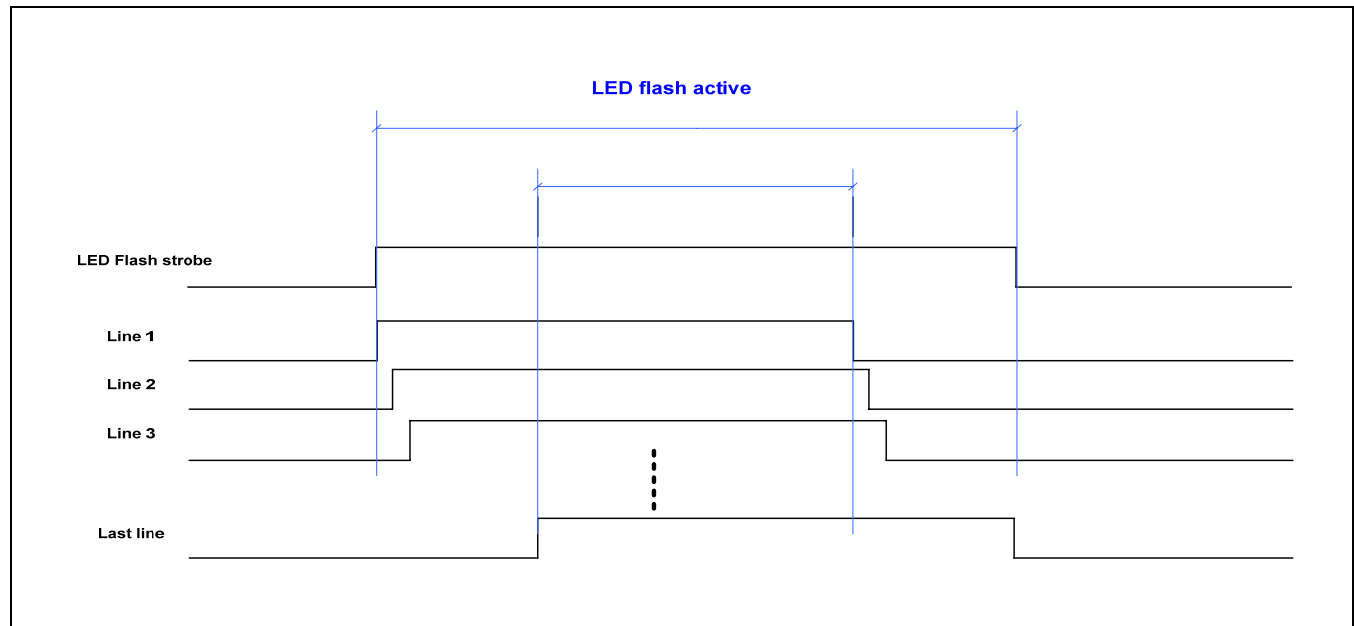 LED flash active
LED Flash strobe
Line 1
Line 2
Line 3
Last line